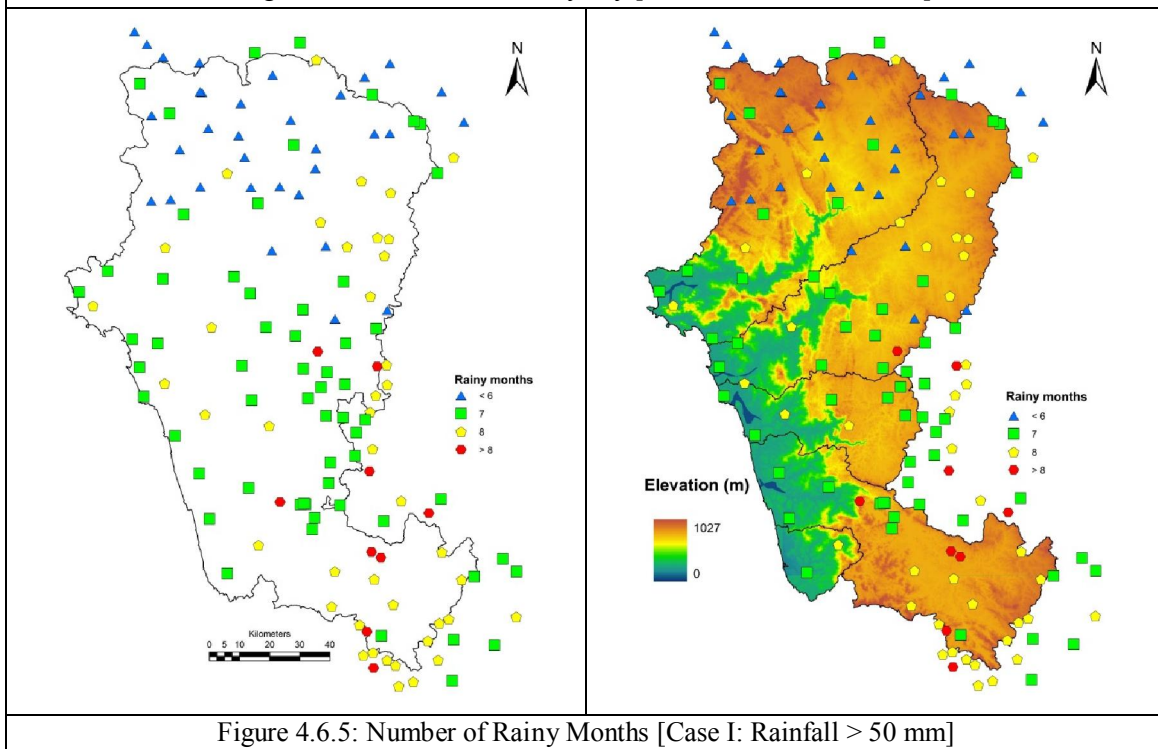 N
Rainy months
< 6
7
8
> 8
Kilometers
0 5 10 20 30 40
N
Rainy months
< 6
7
8
> 8
Elevation (m)
1027
0
Figure 4.6.5: Number of Rainy Months [Case I: Rainfall > 50 mm]